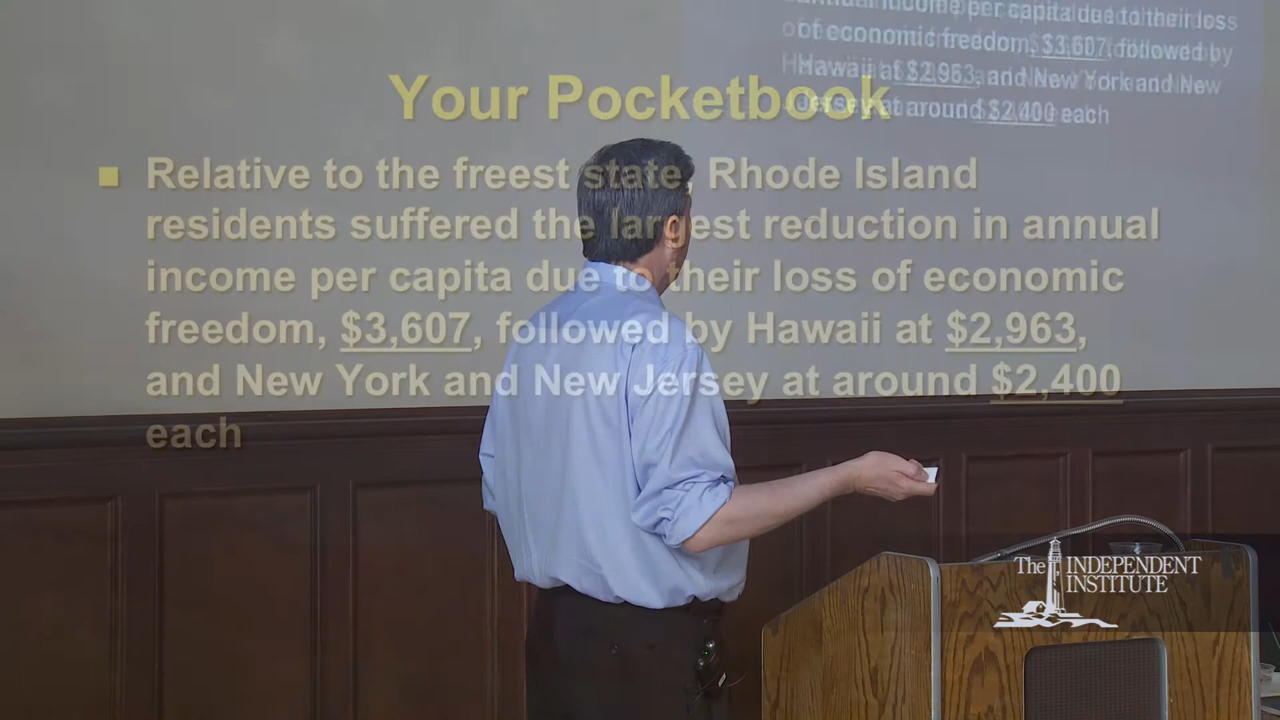 Your Pocketbook
Relative to the freest state, Rhode Island
residents suffered the largest reduction in annual
income per capita due to their loss of economic
freedom, $3,607, followed by Hawaii at $2,963,
and New York and New Jersey at around $2,400
each
annual income per capita due to their loss
of economic freedom, $3,607, followed by
Hawaii at $2,963, and New York and New
Jersey at around $2,400 each
The INDEPENDENT
INSTITUTE